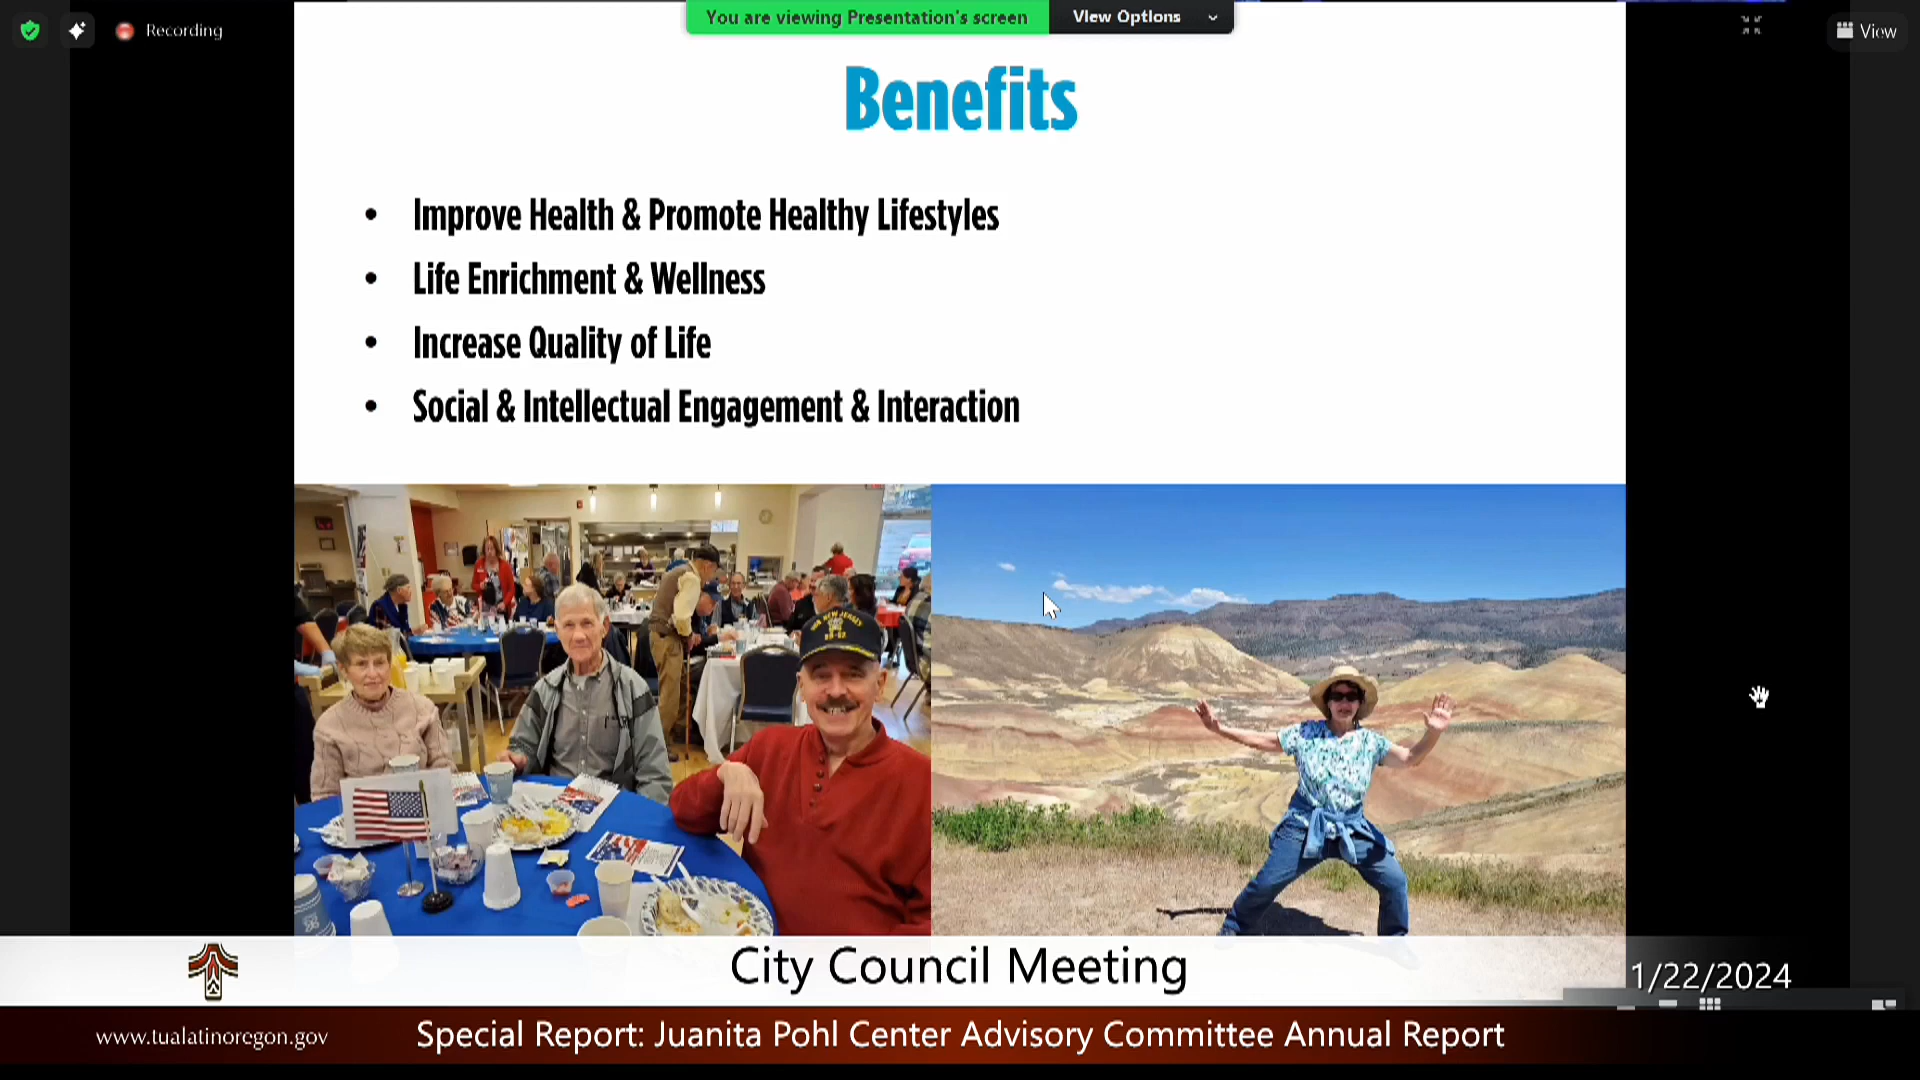 Recording
You are viewing Presentation's screen
View Options
View
Benefits
• Improve Health & Promote Healthy Lifestyles
• Life Enrichment & Wellness
• Increase Quality of Life
• Social & Intellectual Engagement & Interaction
City Council Meeting
1/22/2024
www.tualatinoregon.gov
Special Report: Juanita Pohl Center Advisory Committee Annual Report